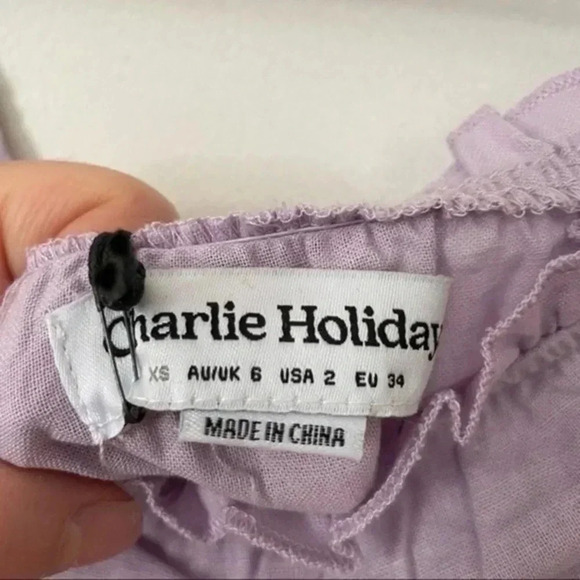 Charlie Holiday
XS AU/UK 6 USA 2 EU 34
MADE IN CHINA